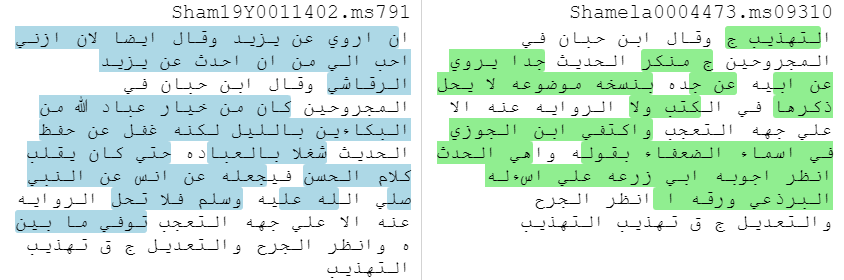 Sham19Y0011402.ms791
ان اروي عن يزيد وقال ايضا لان ازني
احب الي من ان احدث عن يزيد
الرقاشي وقال ابن حبان في
المجروحين كان من خيار عباد الله من
البكاءين بالليل لكنه غفل عن حفظ
الحديث شغلا بالعباده حتي كان يقلب
كلام الحسن فيجعله عن انس عن النبي
صلي الله عليه وسلم فلا تحل الروايه
عنه الا علي جهه التعجب توفي ما بين
ه وانظر الجرح والتعديل ج ق تهذيب
التهذيب
Shamela0004473.ms09310
التهذيب ج وقال ابن حبان في
المجروحين ج منكر الحديث جدا يروي
عن ابيه عن جده بنسخه موضوعه لا يحل
ذكرها في الكتب ولا الروايه عنه الا
علي جهه التعجب واكتفي ابن الجوزي
في اسماء الضعفاء بقوله واهي الحدث
انظر اجوبه ابي زرعه علي اسءله
البرذعي ورقه ا انظر الجرح
والتعديل ج ق تهذيب التهذيب